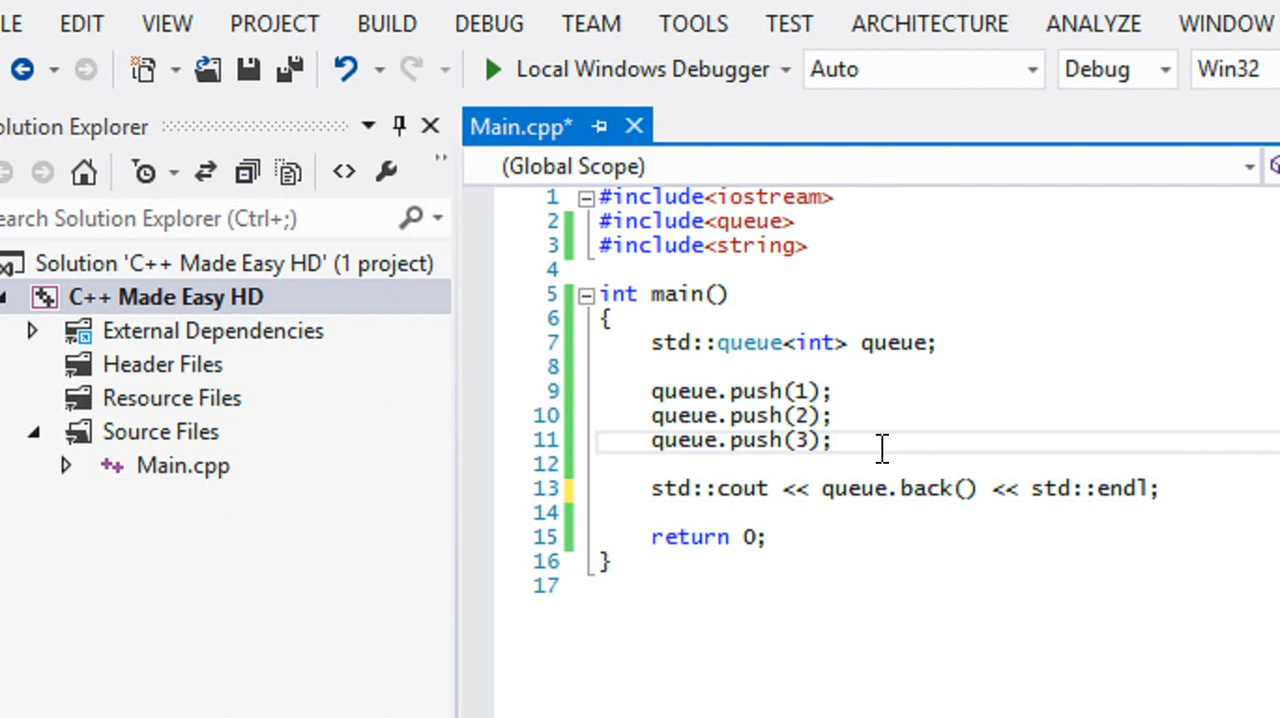 LE EDIT VIEW PROJECT BUILD DEBUG TEAM TOOLS TEST ARCHITECTURE ANALYZE WINDOW
Local Windows Debugger Auto Debug Win32
olution Explorer
Main.cpp*
(Global Scope)
earch Solution Explorer (Ctrl+;)
Solution 'C++ Made Easy HD' (1 project)
C++ Made Easy HD
External Dependencies
Header Files
Resource Files
Source Files
Main.cpp
1 #include<iostream>
2 #include<queue>
3 #include<string>
4
5 int main()
6 {
7 std::queue<int> queue;
8
9 queue.push(1);
10 queue.push(2);
11 queue.push(3);
12
13 std::cout << queue.back() << std::endl;
14
15 return 0;
16 }
17